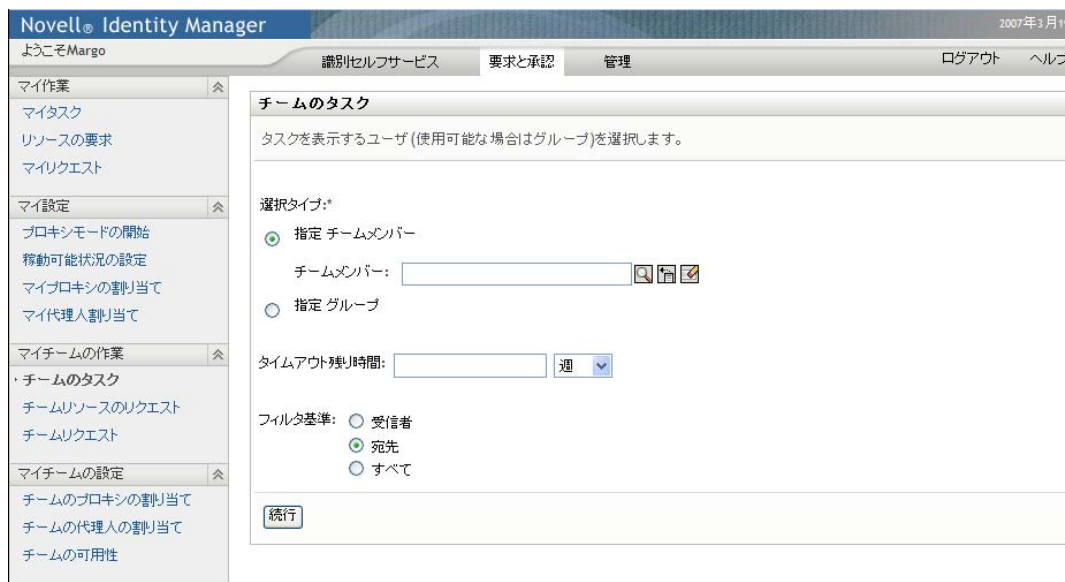 Novell® Identity Manager
2007年3月1
ようこそMargo
識別セルフサービス
要求と承認
管理
ログアウト
ヘルプ
マイ作業
マイタスク
リソースの要求
マイリクエスト
マイ設定
プロキシモードの開始
稼動可能状況の設定
マイプロキシの割り当て
マイ代理人割り当て
マイチームの作業
チームのタスク
チームリソースのリクエスト
チームリクエスト
マイチームの設定
チームのプロキシの割り当て
チームの代理人の割り当て
チームの可用性
チームのタスク
タスクを表示するユーザ(使用可能な場合はグループ)を選択します。
選択タイプ:*
指定 チームメンバー
チームメンバー:
指定 グループ
タイムアウト残り時間:
週
フィルタ基準:
受信者
宛先
すべて
続行